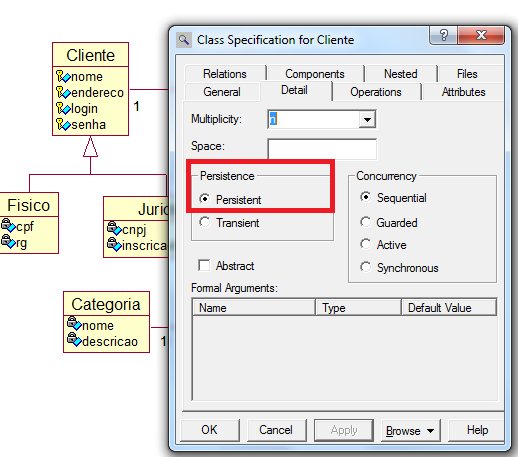 Cliente
nome
endereco
login
senha
1
Fisico
cpf
rg
Jurid
cnpj
inscrica
Categoria
nome
descricao
1
Class Specification for Cliente
?
Relations Components Nested Files
General Detail Operations Attributes
Multiplicity: n
Space:
Persistence
Persistent
Transient
Concurrency
Sequential
Guarded
Active
Synchronous
Abstract
Formal Arguments:
Name Type Default Value
OK Cancel Apply Browse Help